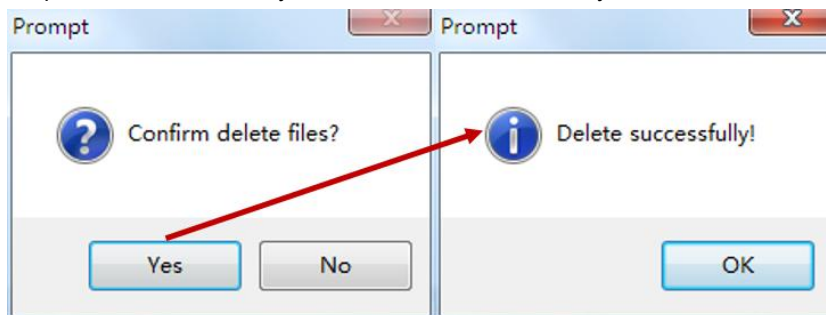 Prompt
Confirm delete files?
Yes
No
Prompt
Delete successfully!
OK